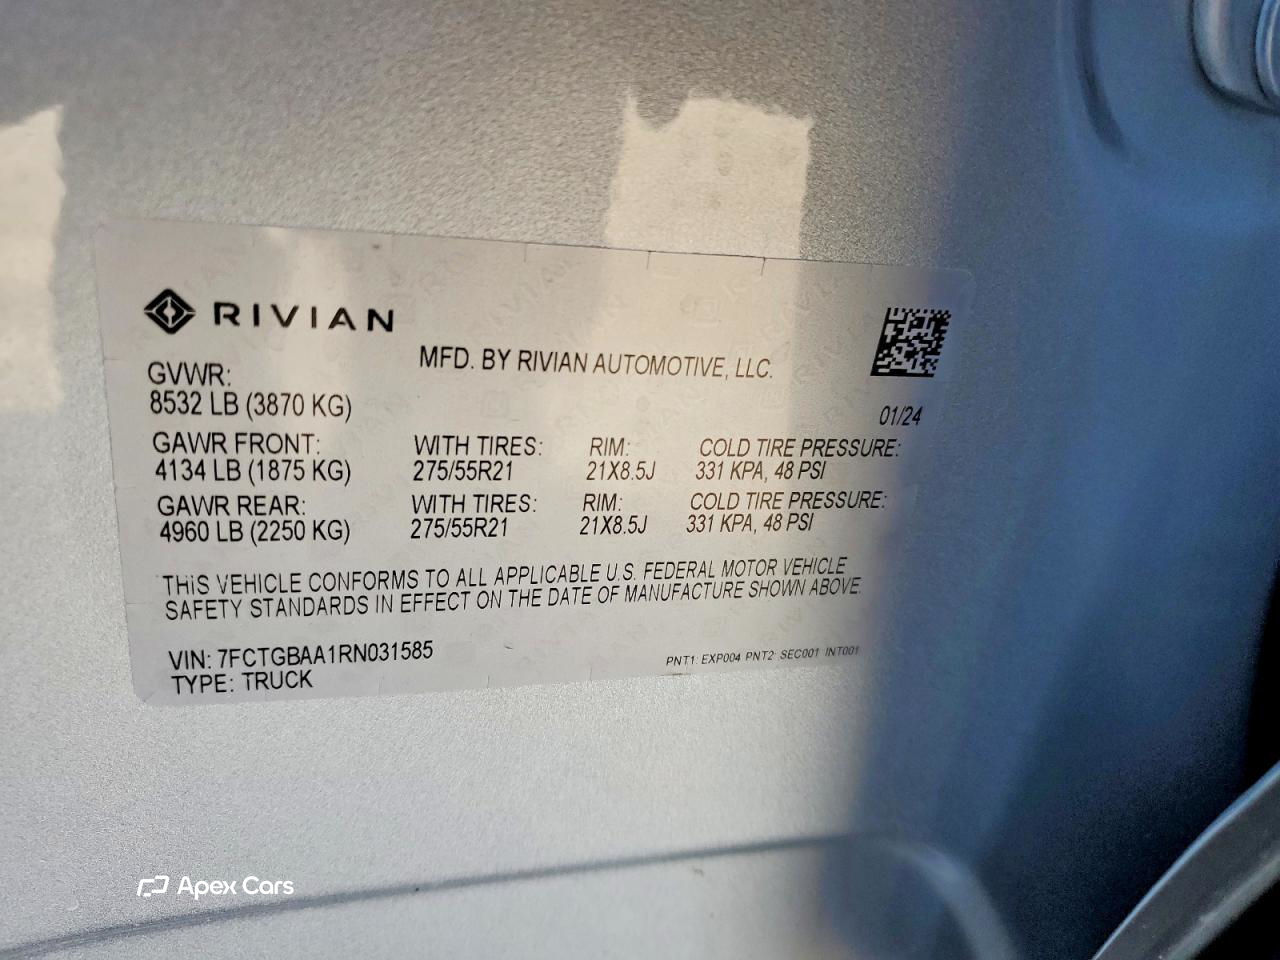 RIVIAN
MFD. BY RIVIAN AUTOMOTIVE, LLC.
GVWR:
8532 LB (3870 KG)
01/24
GAWR FRONT: WITH TIRES: RIM: COLD TIRE PRESSURE:
4134 LB (1875 KG) 275/55R21 21X8.5J 331 KPA, 48 PSI
GAWR REAR: WITH TIRES: RIM: COLD TIRE PRESSURE:
4960 LB (2250 KG) 275/55R21 21X8.5J 331 KPA, 48 PSI
THIS VEHICLE CONFORMS TO ALL APPLICABLE U.S. FEDERAL MOTOR VEHICLE
SAFETY STANDARDS IN EFFECT ON THE DATE OF MANUFACTURE SHOWN ABOVE.
VIN: 7FCTGBAA1RN031585
PNT1: EXP004 PNT2: SEC001 INT001
TYPE: TRUCK
Apex Cars